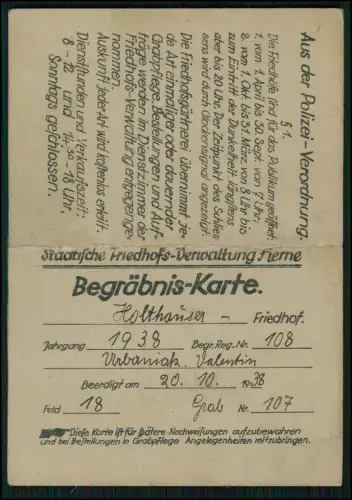 Aus der Polizei-Verordnung.
§ 1.
Die Friedhöfe sind für das Publikum geöffnet:
1. vom 1. April bis 30. Sept. von 7 Uhr;
2. vom 1. Okt. bis 31. März von 8 Uhr bis
zum Eintritt der Dunkelheit längstens
aber bis 20 Uhr. Der Zeitpunkt des Schlies
sens wird durch Glockensignal angezeigt.
Die Friedhofsgärtnerei übernimmt je-
de Art einmaliger oder dauernder
Grabpflege. Bestellungen und Auf-
träge werden im Dienstzimmer der
Friedhofs-Verwaltung entgegenge-
nommen.
Auskunft jeder Art wird kostenlos erteilt.
Dienststunden und Verkaufszeit:
8 - 12 und 14.30 - 18 Uhr.
Sonntags geschlossen.
Staatische Friedhofs-Verwaltung Herne
Begräbnis-Karte.
Holthauser - Friedhof.
Jahrgang 1938 Begr. Reg. Nr. 108
Urbaniak, Valentin
Beerdigt am 20. 10. 1938
Feld 18 Grab Nr. 107
Diese Karte ist für spätere Nachweisungen aufzubewahren
und bei Bestellungen in Grabpflege Angelegenheiten mitzubringen.